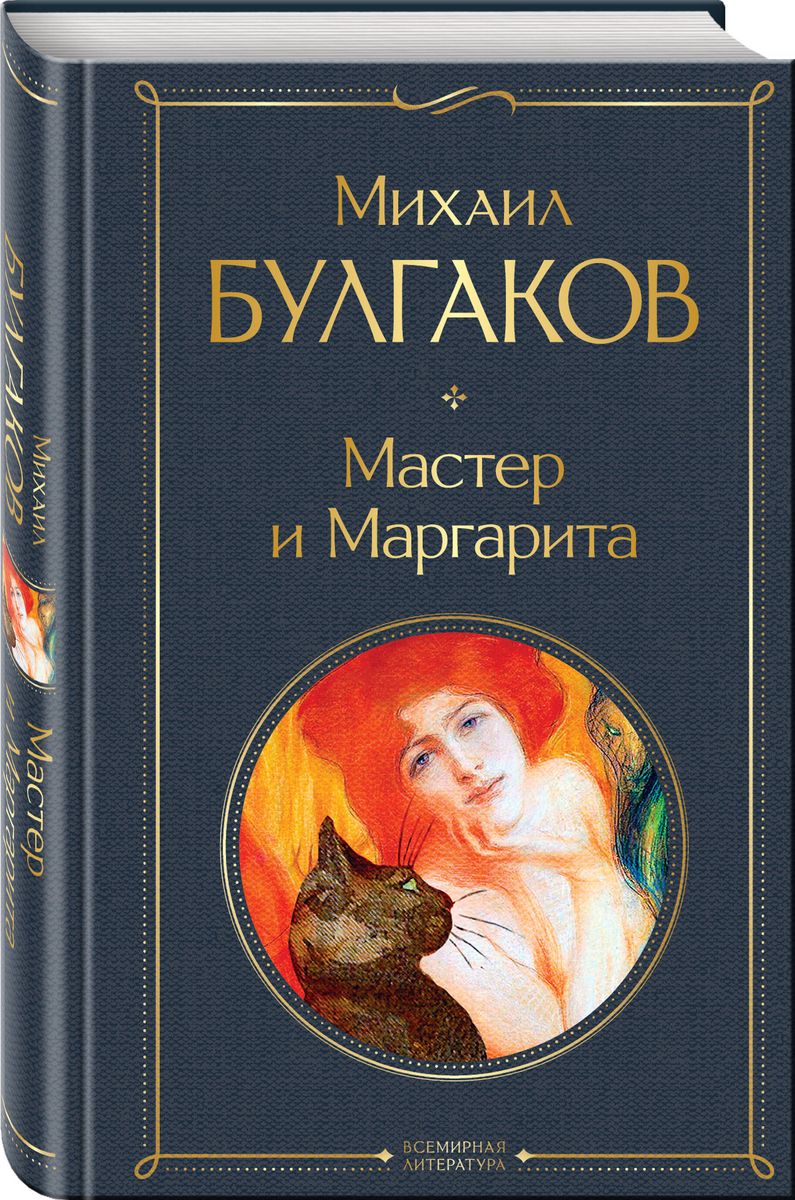 Михаил
БУЛГАКОВ
Мастер
и Маргарита
ВСЕМИРНАЯ
ЛИТЕРАТУРА
Михаил
БУЛГАКОВ
Мастер
и Маргарита